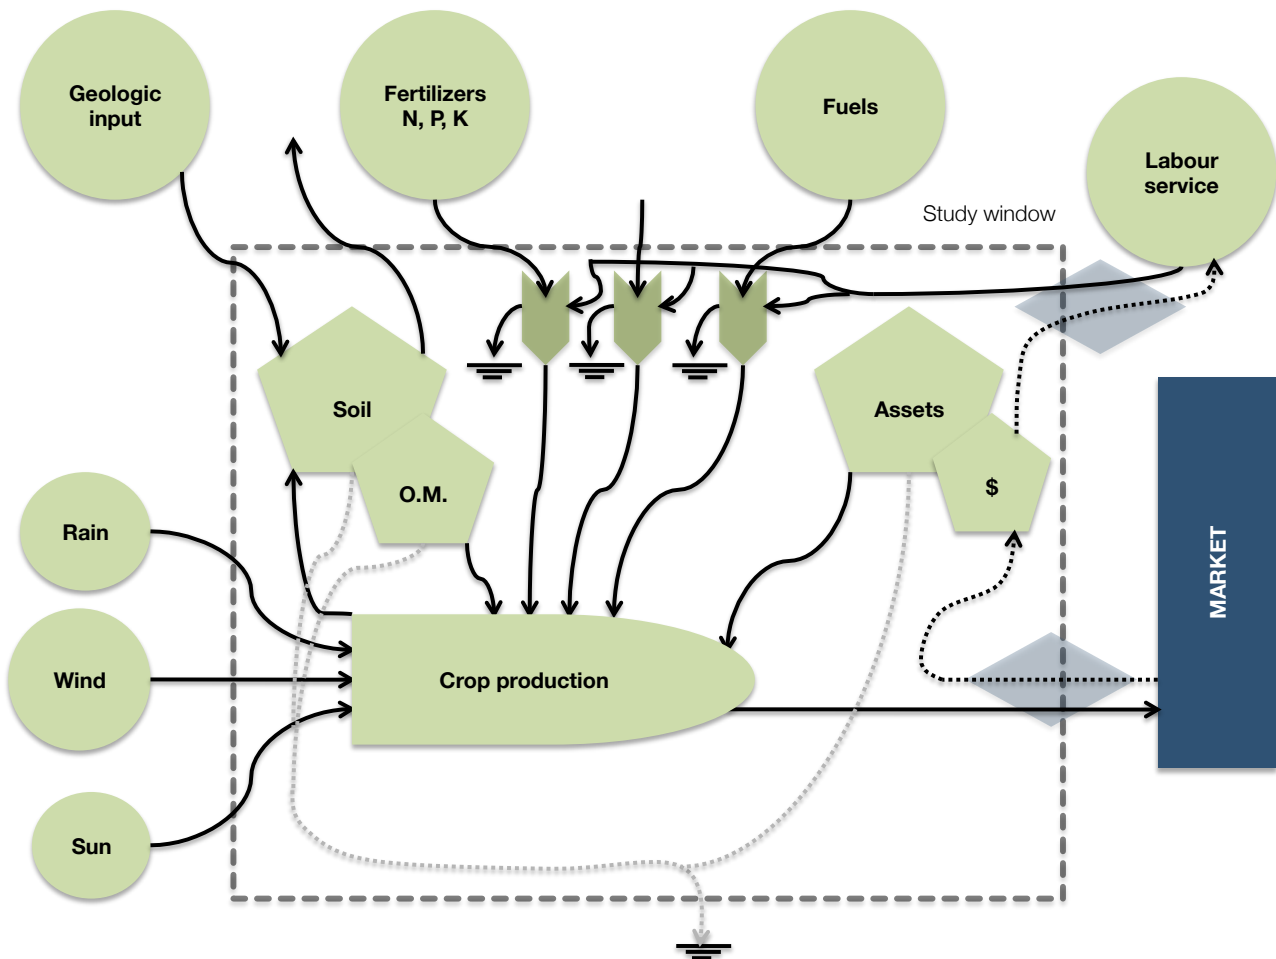 Geologic
input
Fertilizers
N, P, K
Fuels
Labour
service
Study window
Soil
Assets
O.M.
$
Rain
MARKET
Wind
Crop production
Sun